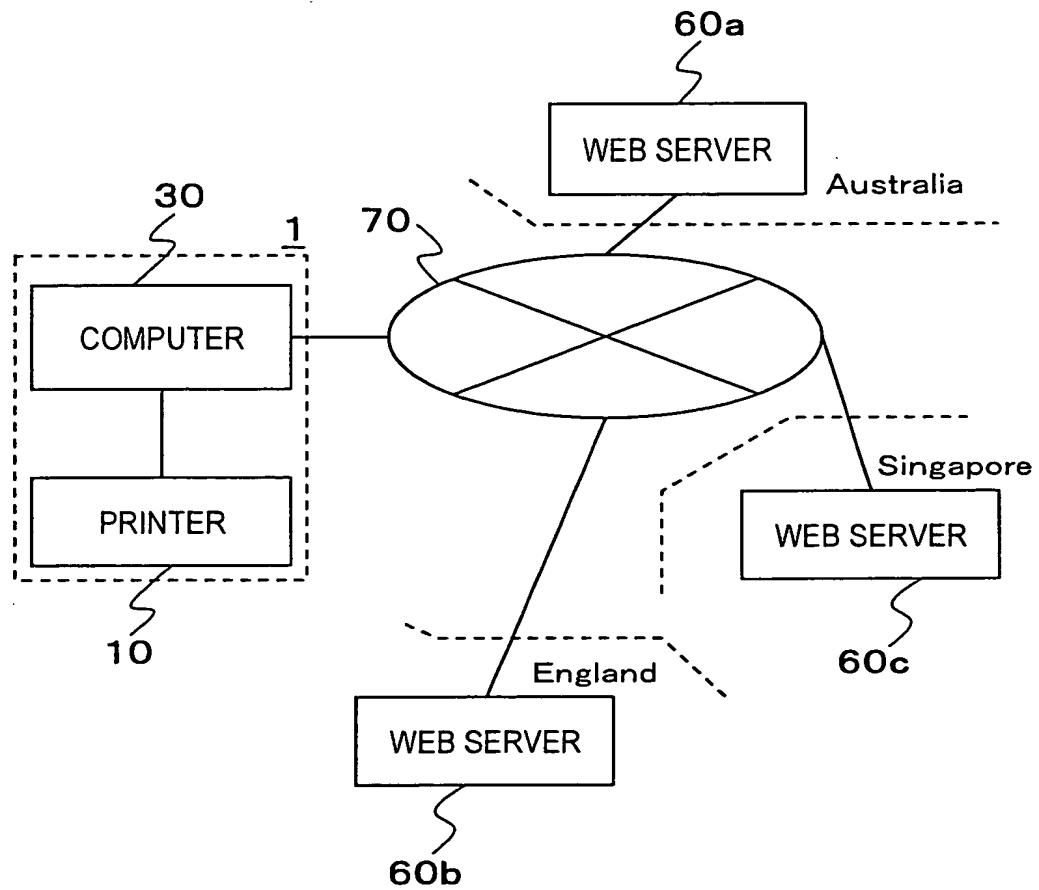 60a
WEB SERVER
Australia
30
1
70
COMPUTER
Singapore
PRINTER
WEB SERVER
10
60c
England
WEB SERVER
60b